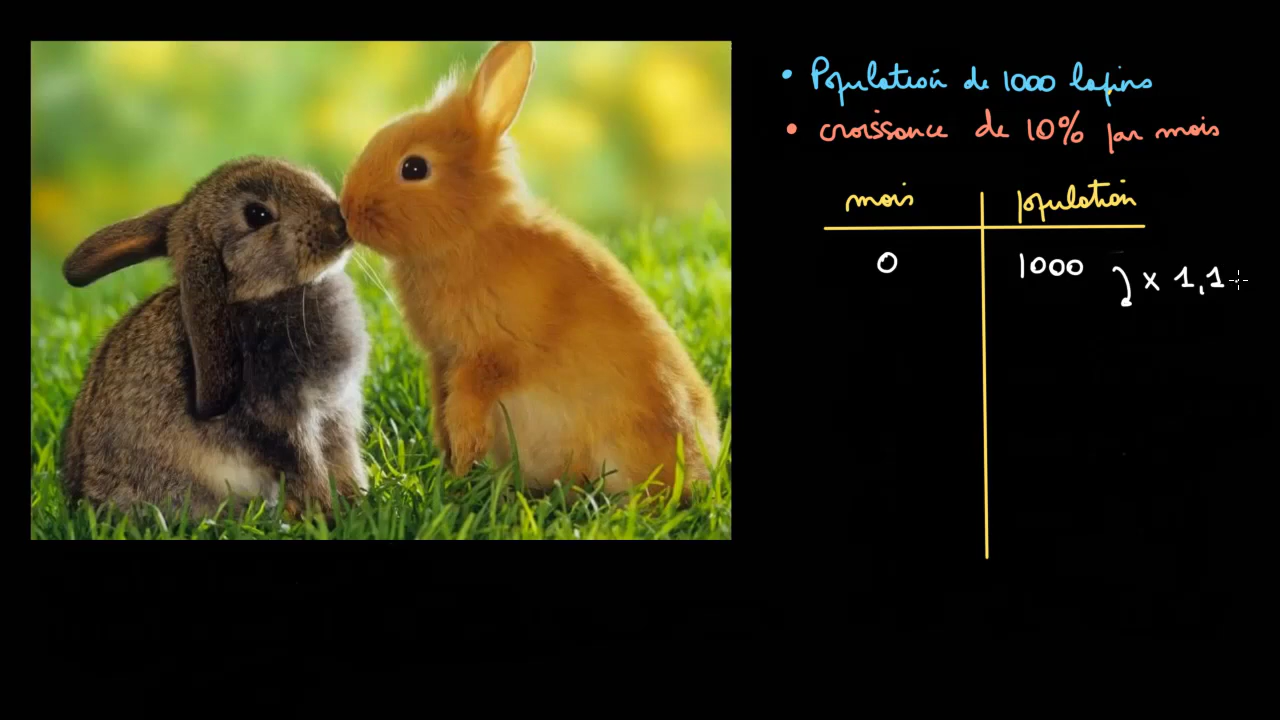 • Population de 1000 lapins
• croissance de 10% par mois
mois population
0 1000 x 1,1